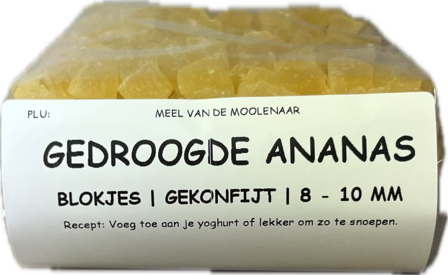 PLU: MEEL VAN DE MOOLENAAR
GEDROOGDE ANANAS
BLOKJES | GEKONFIJT | 8 - 10 MM
Recept: Voeg toe aan je yoghurt of lekker om zo te snoepen.